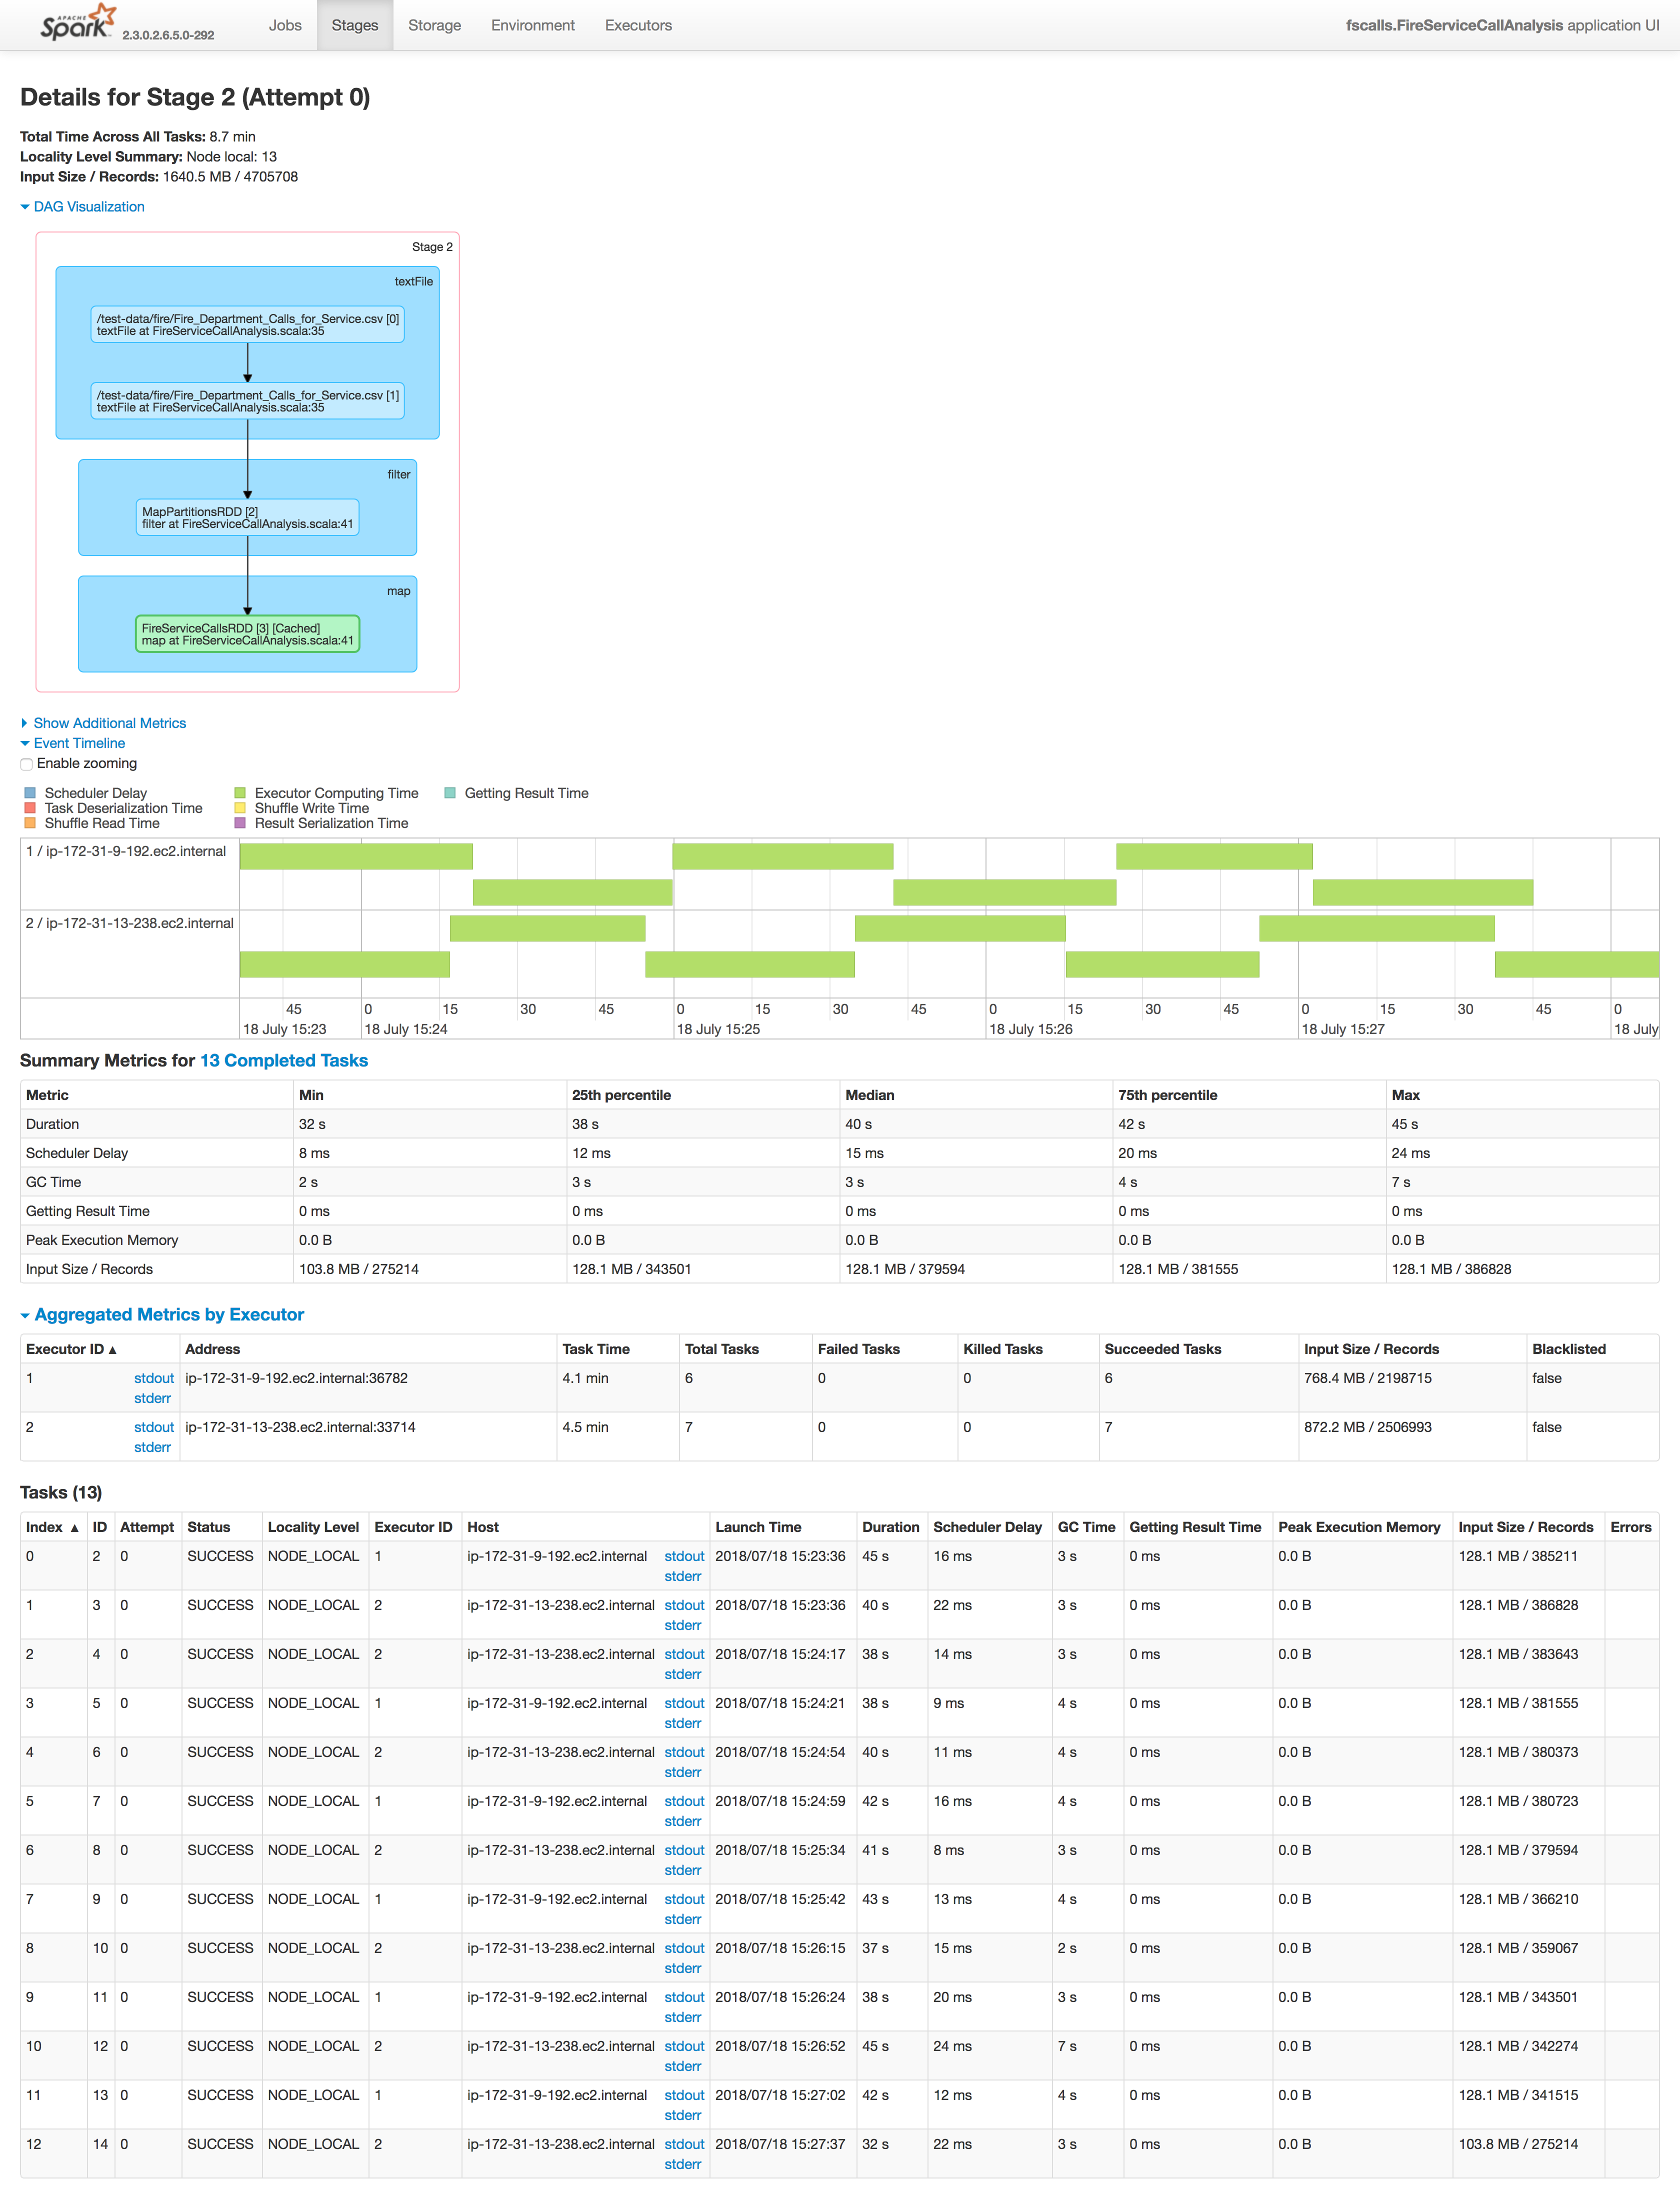 APACHE
Spark 2.3.0.2.6.5.0-292 Jobs Stages Storage Environment Executors fscalls.FireServiceCallAnalysis application UI
Details for Stage 2 (Attempt 0)
Total Time Across All Tasks: 8.7 min
Locality Level Summary: Node local: 13
Input Size / Records: 1640.5 MB / 4705708
DAG Visualization
Stage 2
textFile
/test-data/fire/Fire_Department_Calls_for_Service.csv [0]
textFile at FireServiceCallAnalysis.scala:35
/test-data/fire/Fire_Department_Calls_for_Service.csv [1]
textFile at FireServiceCallAnalysis.scala:35
filter
MapPartitionsRDD [2]
filter at FireServiceCallAnalysis.scala:41
map
FireServiceCallsRDD [3] [Cached]
map at FireServiceCallAnalysis.scala:41
Show Additional Metrics
Event Timeline
Enable zooming
Scheduler Delay Executor Computing Time Getting Result Time
Task Deserialization Time Shuffle Write Time
Shuffle Read Time Result Serialization Time
1 / ip-172-31-9-192.ec2.internal
2 / ip-172-31-13-238.ec2.internal
45 0 15 30 45 0 15 30 45 0 15 30 45 0 15 30 45 0
18 July 15:23 18 July 15:24 18 July 15:25 18 July 15:26 18 July 15:27 18 July
Summary Metrics for 13 Completed Tasks
Metric Min 25th percentile Median 75th percentile Max
Duration 32 s 38 s 40 s 42 s 45 s
Scheduler Delay 8 ms 12 ms 15 ms 20 ms 24 ms
GC Time 2 s 3 s 3 s 4 s 7 s
Getting Result Time 0 ms 0 ms 0 ms 0 ms 0 ms
Peak Execution Memory 0.0 B 0.0 B 0.0 B 0.0 B 0.0 B
Input Size / Records 103.8 MB / 275214 128.1 MB / 343501 128.1 MB / 379594 128.1 MB / 381555 128.1 MB / 386828
Aggregated Metrics by Executor
Executor ID ▲ Address Task Time Total Tasks Failed Tasks Killed Tasks Succeeded Tasks Input Size / Records Blacklisted
1 stdout ip-172-31-9-192.ec2.internal:36782 4.1 min 6 0 0 6 768.4 MB / 2198715 false
stderr
2 stdout ip-172-31-13-238.ec2.internal:33714 4.5 min 7 0 0 7 872.2 MB / 2506993 false
stderr
Tasks (13)
Index ▲ ID Attempt Status Locality Level Executor ID Host Launch Time Duration Scheduler Delay GC Time Getting Result Time Peak Execution Memory Input Size / Records Errors
0 2 0 SUCCESS NODE_LOCAL 1 ip-172-31-9-192.ec2.internal stdout 2018/07/18 15:23:36 45 s 16 ms 3 s 0 ms 0.0 B 128.1 MB / 385211
stderr
1 3 0 SUCCESS NODE_LOCAL 2 ip-172-31-13-238.ec2.internal stdout 2018/07/18 15:23:36 40 s 22 ms 3 s 0 ms 0.0 B 128.1 MB / 386828
stderr
2 4 0 SUCCESS NODE_LOCAL 2 ip-172-31-13-238.ec2.internal stdout 2018/07/18 15:24:17 38 s 14 ms 3 s 0 ms 0.0 B 128.1 MB / 383643
stderr
3 5 0 SUCCESS NODE_LOCAL 1 ip-172-31-9-192.ec2.internal stdout 2018/07/18 15:24:21 38 s 9 ms 4 s 0 ms 0.0 B 128.1 MB / 381555
stderr
4 6 0 SUCCESS NODE_LOCAL 2 ip-172-31-13-238.ec2.internal stdout 2018/07/18 15:24:54 40 s 11 ms 4 s 0 ms 0.0 B 128.1 MB / 380373
stderr
5 7 0 SUCCESS NODE_LOCAL 1 ip-172-31-9-192.ec2.internal stdout 2018/07/18 15:24:59 42 s 16 ms 4 s 0 ms 0.0 B 128.1 MB / 380723
stderr
6 8 0 SUCCESS NODE_LOCAL 2 ip-172-31-13-238.ec2.internal stdout 2018/07/18 15:25:34 41 s 8 ms 3 s 0 ms 0.0 B 128.1 MB / 379594
stderr
7 9 0 SUCCESS NODE_LOCAL 1 ip-172-31-9-192.ec2.internal stdout 2018/07/18 15:25:42 43 s 13 ms 4 s 0 ms 0.0 B 128.1 MB / 366210
stderr
8 10 0 SUCCESS NODE_LOCAL 2 ip-172-31-13-238.ec2.internal stdout 2018/07/18 15:26:15 37 s 15 ms 2 s 0 ms 0.0 B 128.1 MB / 359067
stderr
9 11 0 SUCCESS NODE_LOCAL 1 ip-172-31-9-192.ec2.internal stdout 2018/07/18 15:26:24 38 s 20 ms 3 s 0 ms 0.0 B 128.1 MB / 343501
stderr
10 12 0 SUCCESS NODE_LOCAL 2 ip-172-31-13-238.ec2.internal stdout 2018/07/18 15:26:52 45 s 24 ms 7 s 0 ms 0.0 B 128.1 MB / 342274
stderr
11 13 0 SUCCESS NODE_LOCAL 1 ip-172-31-9-192.ec2.internal stdout 2018/07/18 15:27:02 42 s 12 ms 4 s 0 ms 0.0 B 128.1 MB / 341515
stderr
12 14 0 SUCCESS NODE_LOCAL 2 ip-172-31-13-238.ec2.internal stdout 2018/07/18 15:27:37 32 s 22 ms 3 s 0 ms 0.0 B 103.8 MB / 275214
stderr